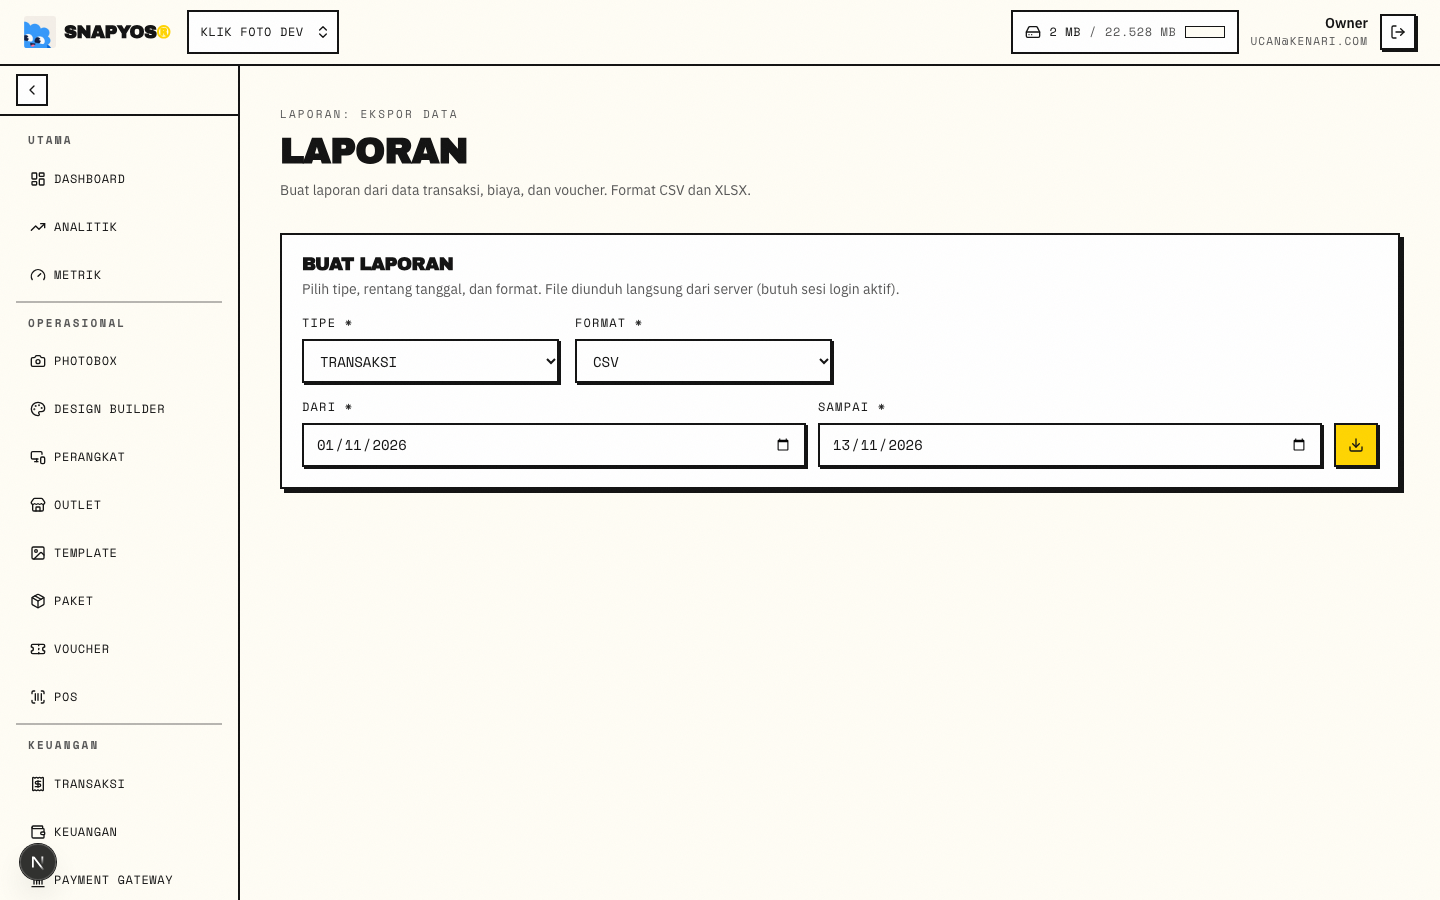 SNAPYOS®
KLIK FOTO DEV
2 MB / 22.528 MB
Owner
UCAN@KENARI.COM
UTAMA
DASHBOARD
ANALITIK
METRIK
OPERASIONAL
PHOTOBOX
DESIGN BUILDER
PERANGKAT
OUTLET
TEMPLATE
PAKET
VOUCHER
POS
KEUANGAN
TRANSAKSI
KEUANGAN
N
PAYMENT GATEWAY
LAPORAN: EKSPOR DATA
LAPORAN
Buat laporan dari data transaksi, biaya, dan voucher. Format CSV dan XLSX.
BUAT LAPORAN
Pilih tipe, rentang tanggal, dan format. File diunduh langsung dari server (butuh sesi login aktif).
TIPE * FORMAT *
TRANSAKSI CSV
DARI * SAMPAI *
01/11/2026 13/11/2026